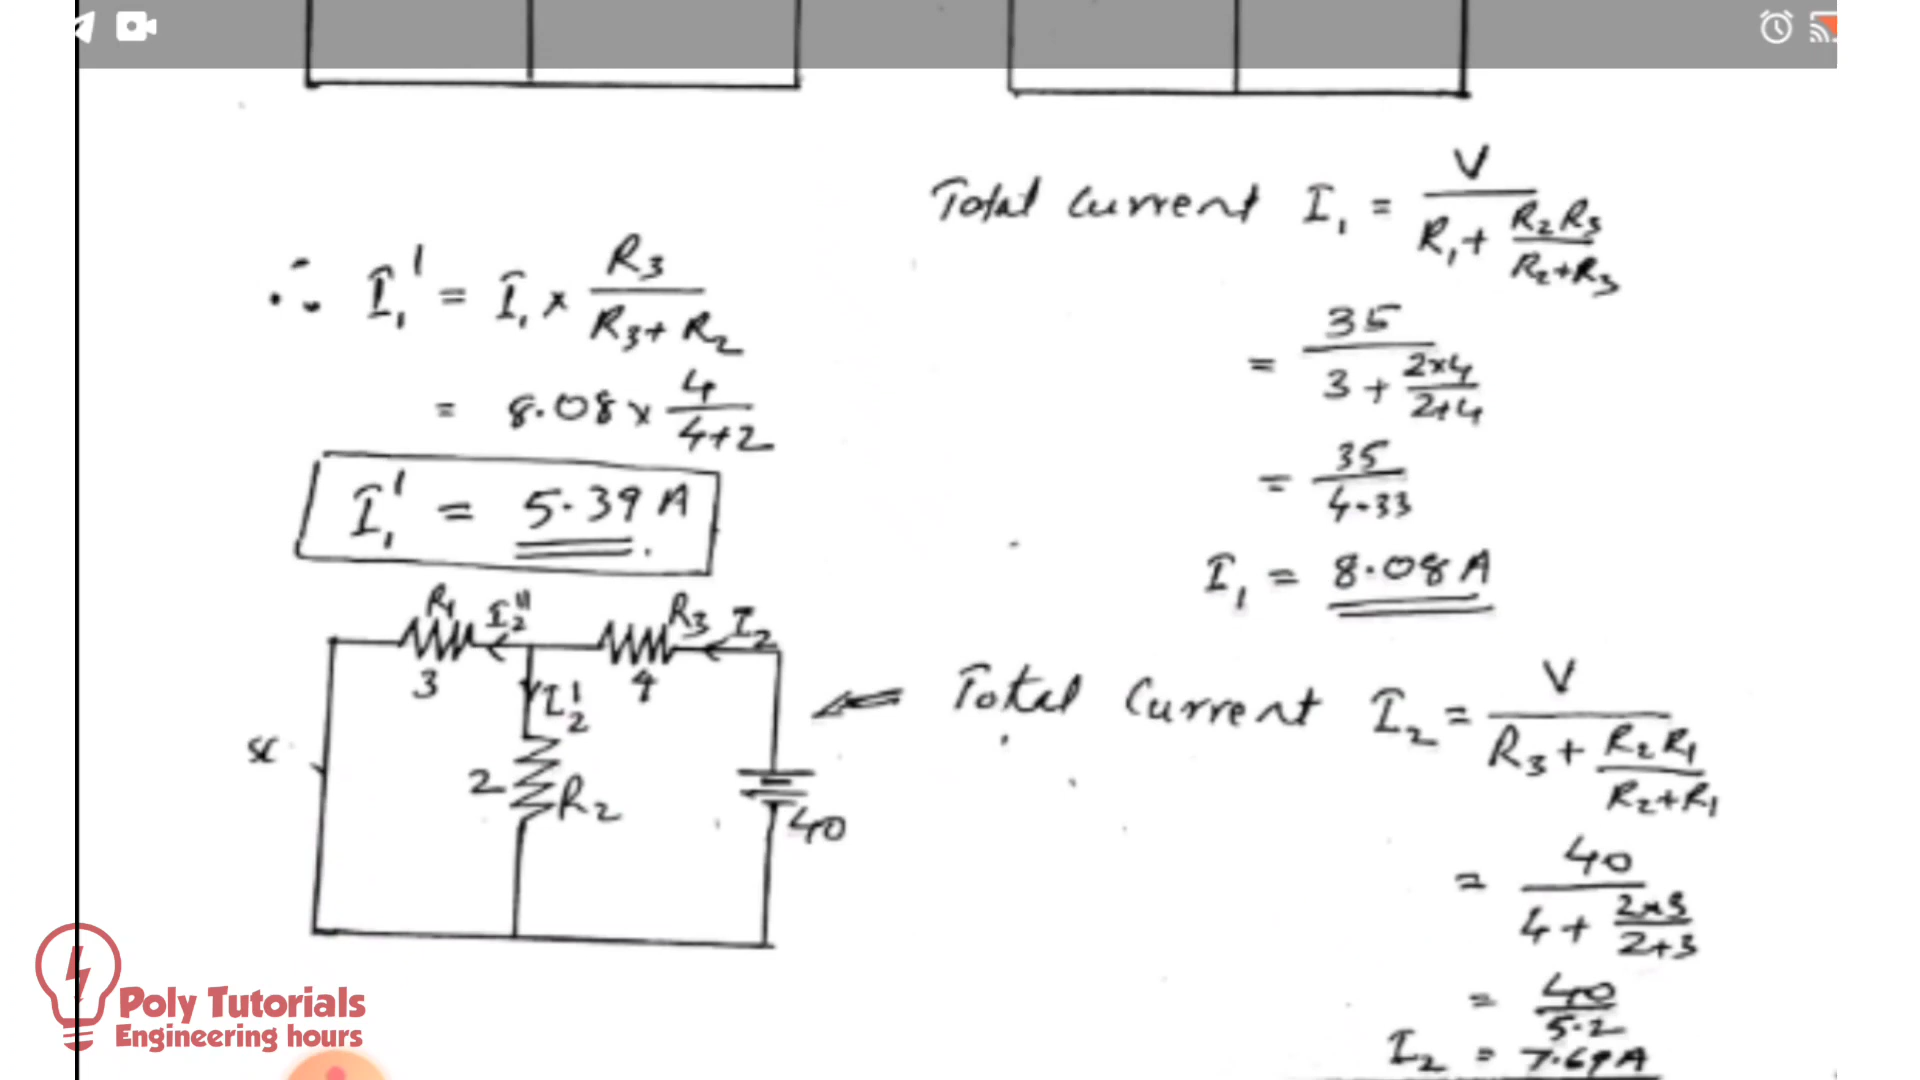 Total Current I₁ = V / (R₁ + R₂R₃ / (R₂+R₃))
∴ I₁' = I₁ × R₃ / (R₃ + R₂)
= 35 / (3 + 2×4 / (2+4))
= 8.08 × 4 / (4+2)
= 35 / 4.33
I₁' = 5.39 A
I₁ = 8.08 A
R₁ I₂" R₃ I₂
3 I₂' 4
Total Current I₂ = V / (R₃ + R₂R₁ / (R₂+R₁))
SC
2 R₂ 40
= 40 / (4 + 2×3 / (2+3))
= 40 / 5.2
I₂ = 7.69 A
Poly Tutorials
Engineering hours